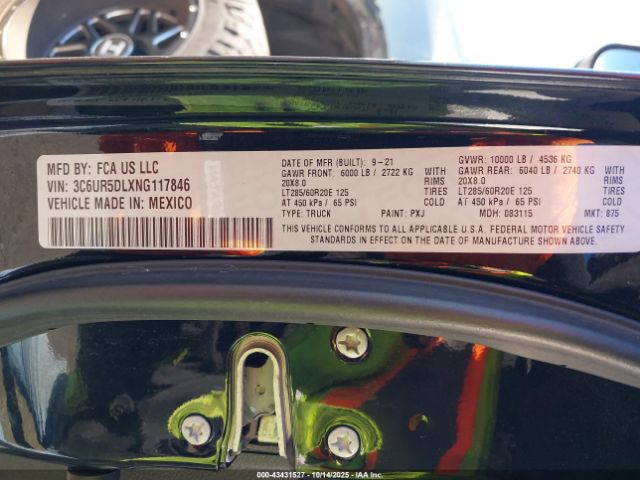 MFD BY: FCA US LLC
VIN: 3C6UR5DLXNG117846
VEHICLE MADE IN: MEXICO
DATE OF MFR (BUILT): 9-21
GAWR FRONT: 6000 LB / 2722 KG
20X8.0 RIMS
LT285/60R20E 125 TIRES
AT 450 kPa / 65 PSI COLD
TYPE: TRUCK PAINT: PXJ
GVWR: 10000 LB / 4536 KG
GAWR REAR: 6040 LB / 2740 KG
20X8.0 RIMS
LT285/60R20E 125 TIRES
AT 450 kPa / 65 PSI COLD
MDH: 083115 MKT: 875
THIS VEHICLE CONFORMS TO ALL APPLICABLE U.S.A. FEDERAL MOTOR VEHICLE SAFETY
STANDARDS IN EFFECT ON THE DATE OF MANUFACTURE SHOWN ABOVE.
000-43431527 - 10/14/2025 - iaai.com